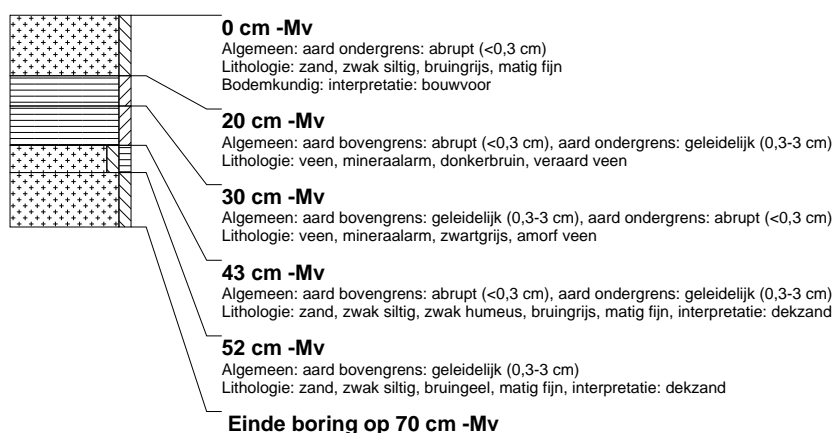 0 cm -Mv
Algemeen: aard ondergrens: abrupt (<0,3 cm)
Lithologie: zand, zwak siltig, bruingrijs, matig fijn
Bodemkundig: interpretatie: bouwvoor
20 cm -Mv
Algemeen: aard bovengrens: abrupt (<0,3 cm), aard ondergrens: geleidelijk (0,3-3 cm)
Lithologie: veen, mineraalarm, donkerbruin, veraard veen
30 cm -Mv
Algemeen: aard bovengrens: geleidelijk (0,3-3 cm), aard ondergrens: abrupt (<0,3 cm)
Lithologie: veen, mineraalarm, zwartgrijs, amorf veen
43 cm -Mv
Algemeen: aard bovengrens: abrupt (<0,3 cm), aard ondergrens: geleidelijk (0,3-3 cm)
Lithologie: zand, zwak siltig, zwak humeus, bruingrijs, matig fijn, interpretatie: dekzand
52 cm -Mv
Algemeen: aard bovengrens: geleidelijk (0,3-3 cm)
Lithologie: zand, zwak siltig, bruingeel, matig fijn, interpretatie: dekzand
Einde boring op 70 cm -Mv